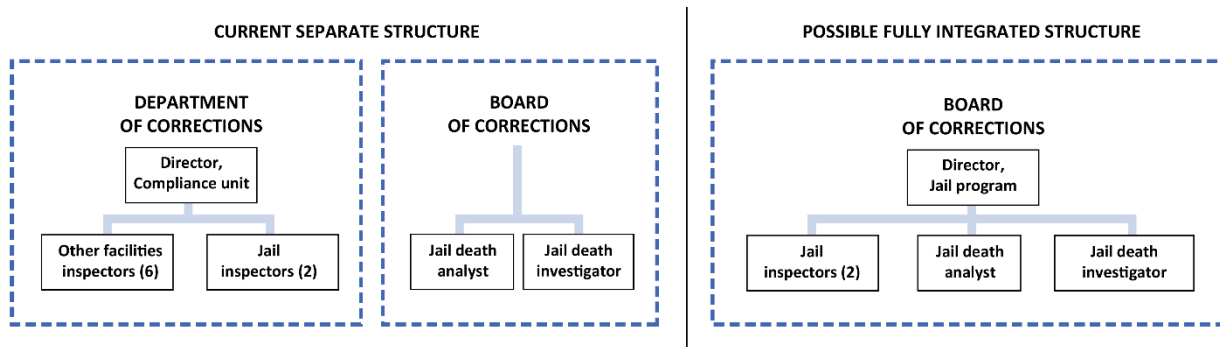 CURRENT SEPARATE STRUCTURE
DEPARTMENT
OF CORRECTIONS
Director,
Compliance unit
Other facilities
inspectors (6)
Jail
inspectors (2)
BOARD
OF CORRECTIONS
Jail death
analyst
Jail death
investigator
POSSIBLE FULLY INTEGRATED STRUCTURE
BOARD
OF CORRECTIONS
Director,
Jail program
Jail
inspectors (2)
Jail death
analyst
Jail death
investigator